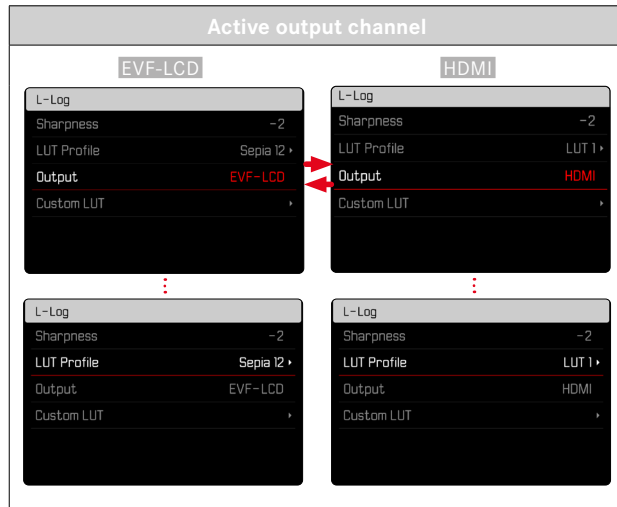 Active output channel
EVF-LCD
HDMI
L-Log
Sharpness -2
LUT Profile Sepia 12
Output EVF-LCD
Custom LUT
L-Log
Sharpness -2
LUT Profile LUT 1
Output HDMI
Custom LUT
L-Log
Sharpness -2
LUT Profile Sepia 12
Output EVF-LCD
Custom LUT
L-Log
Sharpness -2
LUT Profile LUT 1
Output HDMI
Custom LUT